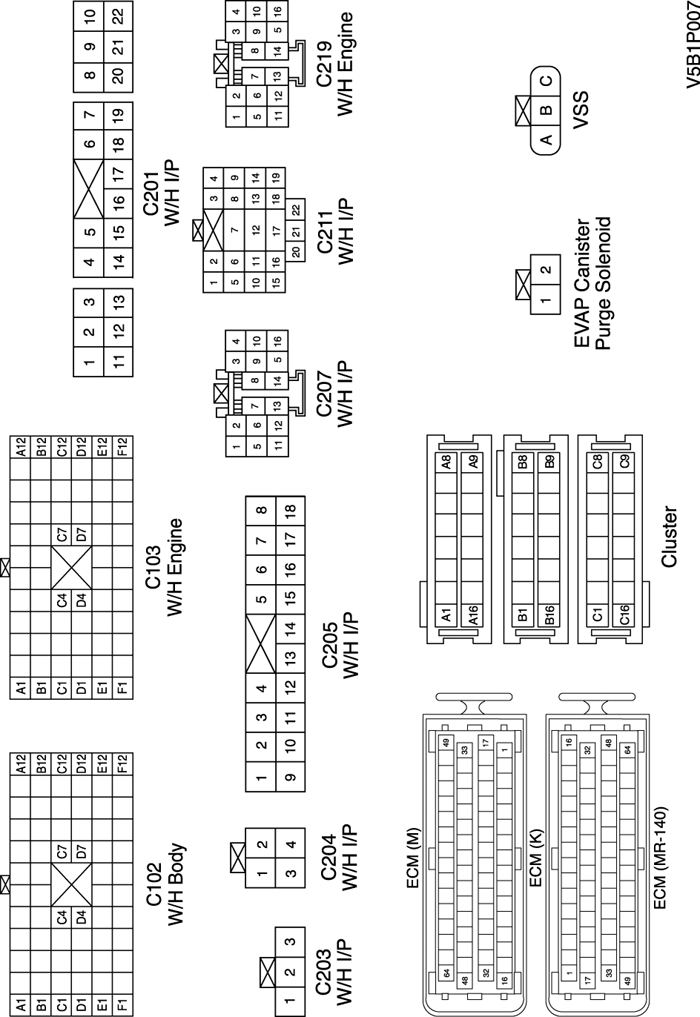 A1 A12
B1 B12
C1 C4 C7 C12
D1 D4 D7 D12
E1 E12
F1 F12
C102
W/H Body
A1 A12
B1 B12
C1 C4 C7 C12
D1 D4 D7 D12
E1 E12
F1 F12
C103
W/H Engine
1 2 3 4 5 6 7 8 9 10
11 12 13 14 15 16 17 18 19 20 21 22
C201
W/H I/P
1 2 3
C203
W/H I/P
1 2
3 4
C204
W/H I/P
1 2 3 4 5 6 7 8
9 10 11 12 13 14 15 16 17 18
C205
W/H I/P
1 2 3 4
5 6 7 8 9 10
11 12 13 14 5 16
C207
W/H I/P
1 2 3 4
5 6 7 8 9
10 11 12 13 14
15 16 17 18 19
20 21 22
C211
W/H I/P
1 2 3 4
5 6 7 8 9 10
11 12 13 14 5 16
C219
W/H Engine
ECM (M)
64 49
48 33
32 17
16 1
ECM (K)
1 16
17 32
33 48
49 64
ECM (MR-140)
A1 A8
A16 A9
B1 B8
B16 B9
C1 C8
C16 C9
Cluster
1 2
EVAP Canister
Purge Solenoid
A B C
VSS
V5B1P007